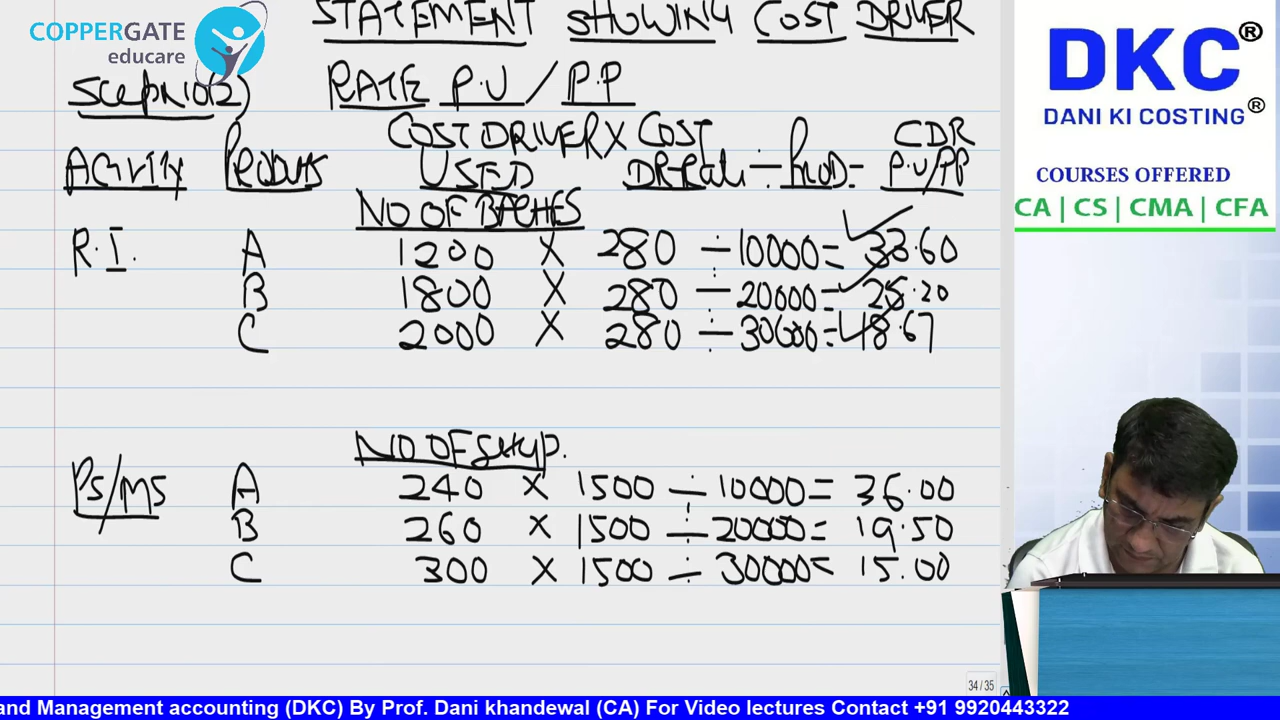 COPPERGATE
educare
STATEMENT SHOWING COST DRIVER
RATE P.U / P.P
COST DRIVER X COST CDR
ACTIVITY PRODUCTS USED DR. Rate ÷ Prod = P.U/PP
NO OF BATCHES
R.I. A 1200 X 280 ÷ 10000 = 33.60
B 1800 X 280 ÷ 20000 = 25.20
C 2000 X 280 ÷ 30000 = 18.67
NO OF Setup.
PS/MS A 240 X 1500 ÷ 10000 = 36.00
B 260 X 1500 ÷ 20000 = 19.50
C 300 X 1500 ÷ 30000 = 15.00
34 / 35
DKC®
DANI KI COSTING®
COURSES OFFERED
CA | CS | CMA | CFA
and Management accounting (DKC) By Prof. Dani khandewal (CA) For Video lectures Contact +91 9920443322